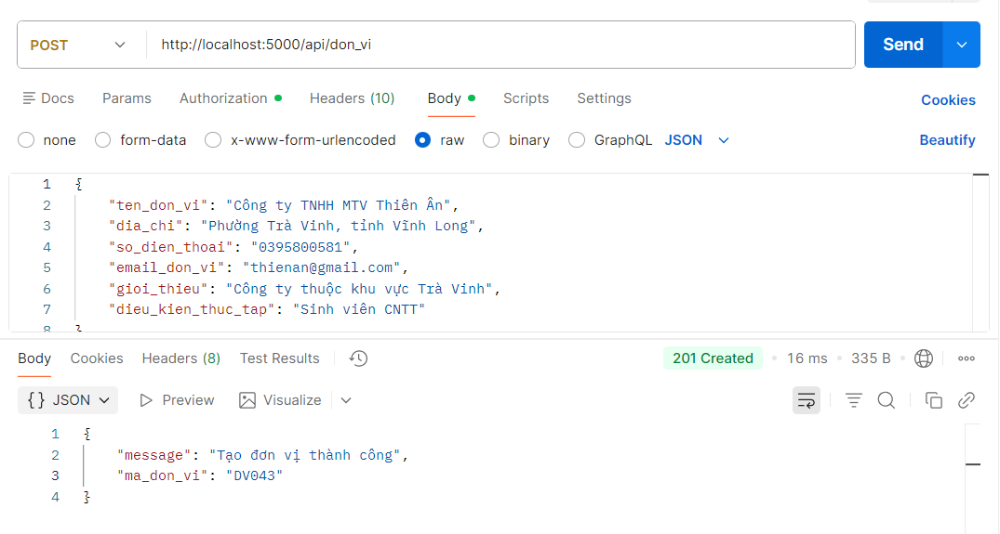 POST http://localhost:5000/api/don_vi Send
Docs Params Authorization Headers (10) Body Scripts Settings Cookies
none form-data x-www-form-urlencoded raw binary GraphQL JSON Beautify
1 {
2 "ten_don_vi": "Công ty TNHH MTV Thiên Ân",
3 "dia_chi": "Phường Trà Vinh, tỉnh Vĩnh Long",
4 "so_dien_thoai": "0395800581",
5 "email_don_vi": "thienan@gmail.com",
6 "gioi_thieu": "Công ty thuộc khu vực Trà Vinh",
7 "dieu_kien_thuc_tap": "Sinh viên CNTT"
8 }
Body Cookies Headers (8) Test Results 201 Created • 16 ms • 335 B •
{} JSON Preview Visualize
1 {
2 "message": "Tạo đơn vị thành công",
3 "ma_don_vi": "DV043"
4 }